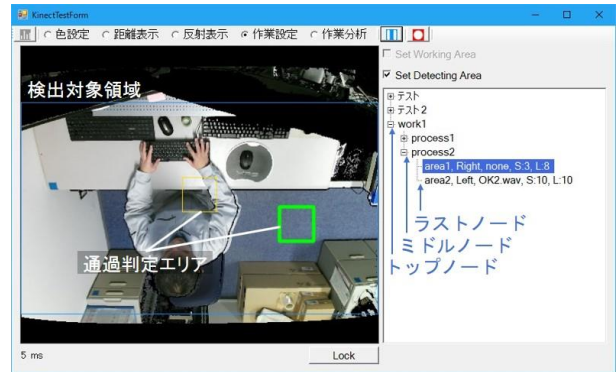 KinectTestForm
色設定 距離表示 反射表示 作業設定 作業分析
Set Working Area
Set Detecting Area
検出対象領域
テスト
テスト2
work1
process1
process2
area1, Right, none, S:3, L:8
area2, Left, OK2.wav, S:10, L:10
ラストノード
ミドルノード
トップノード
通過判定エリア
5 ms
Lock